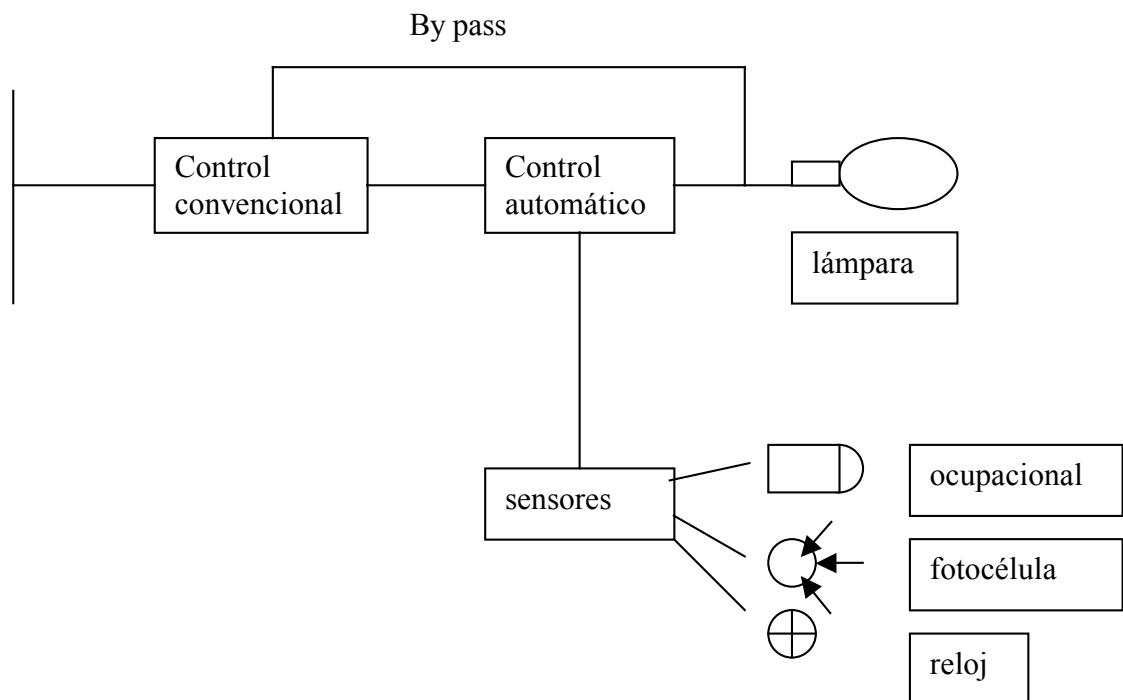 By pass
Control
convencional
Control
automático
lámpara
sensores
ocupacional
fotocélula
reloj